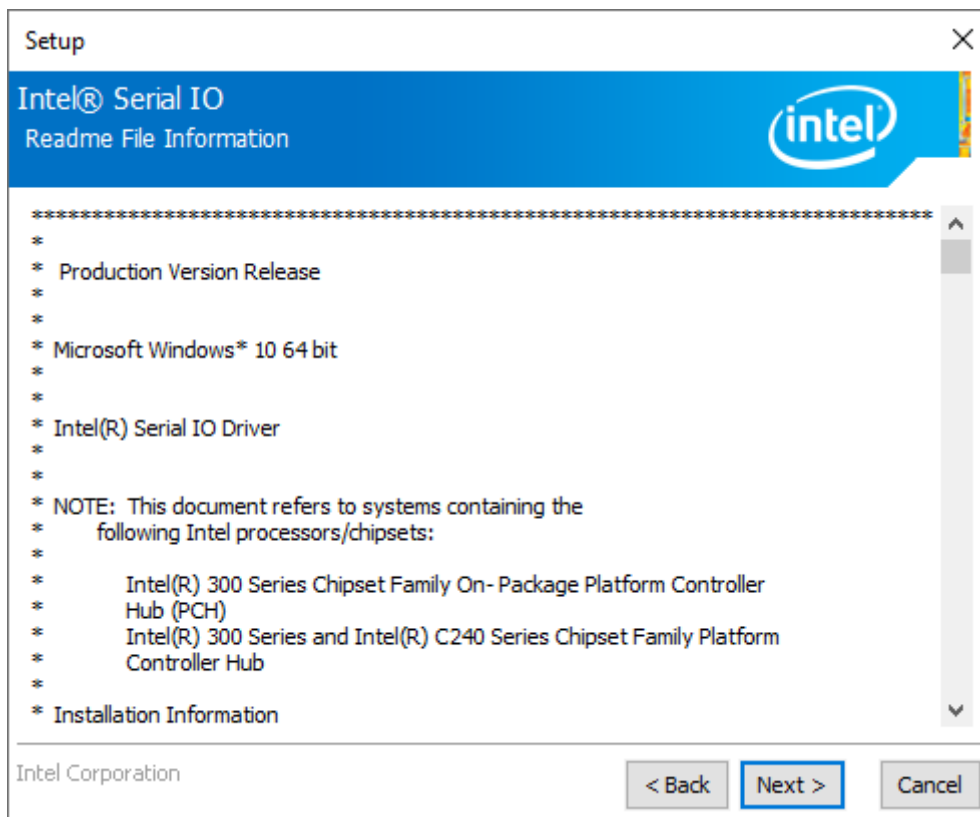 Setup
Intel® Serial IO
Readme File Information
intel
***************************************************************************
*
*  Production Version Release
*
*
* Microsoft Windows* 10 64 bit
*
*
* Intel(R) Serial IO Driver
*
*
* NOTE:  This document refers to systems containing the
*       following Intel processors/chipsets:
*
*           Intel(R) 300 Series Chipset Family On-Package Platform Controller
*           Hub (PCH)
*           Intel(R) 300 Series and Intel(R) C240 Series Chipset Family Platform
*           Controller Hub
*
* Installation Information
Intel Corporation
< Back
Next >
Cancel